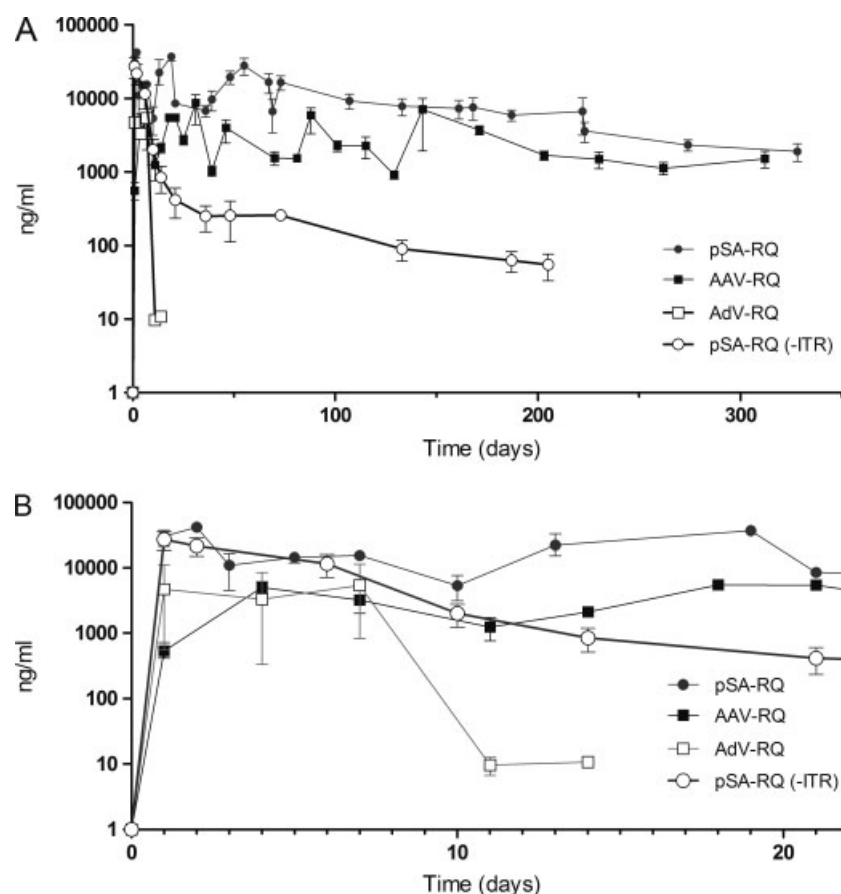 A
100000
10000
1000
100
10
1
ng/ml
0
100
200
300
Time (days)
pSA-RQ
AAV-RQ
AdV-RQ
pSA-RQ (-ITR)
B
100000
10000
1000
100
10
1
ng/ml
0
10
20
Time (days)
pSA-RQ
AAV-RQ
AdV-RQ
pSA-RQ (-ITR)